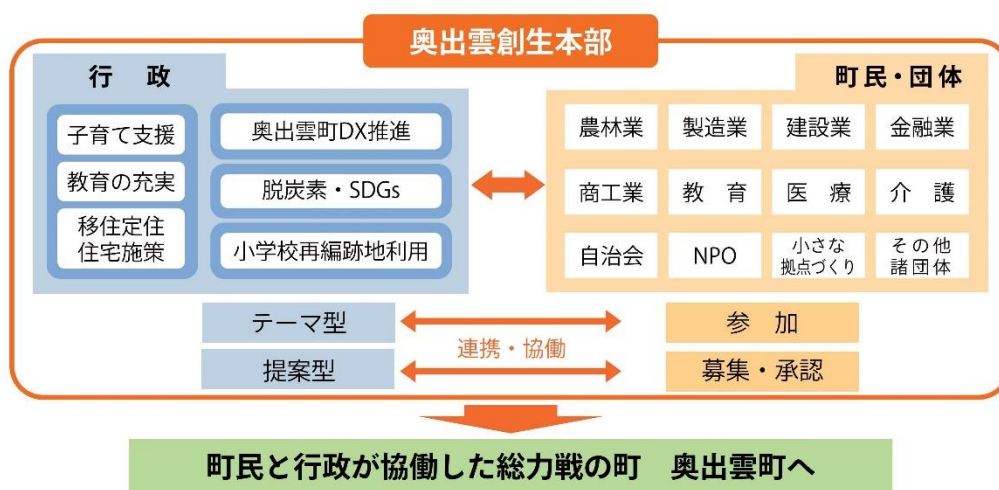 奥出雲創生本部
行　政
子育て支援
教育の充実
移住定住
住宅施策
奥出雲町DX推進
脱炭素・SDGs
小学校再編跡地利用
町民・団体
農林業
製造業
建設業
金融業
商工業
教　育
医　療
介　護
自治会
NPO
小さな
拠点づくり
その他
諸団体
テーマ型
参　加
連携・協働
提案型
募集・承認
町民と行政が協働した総力戦の町　奥出雲町へ